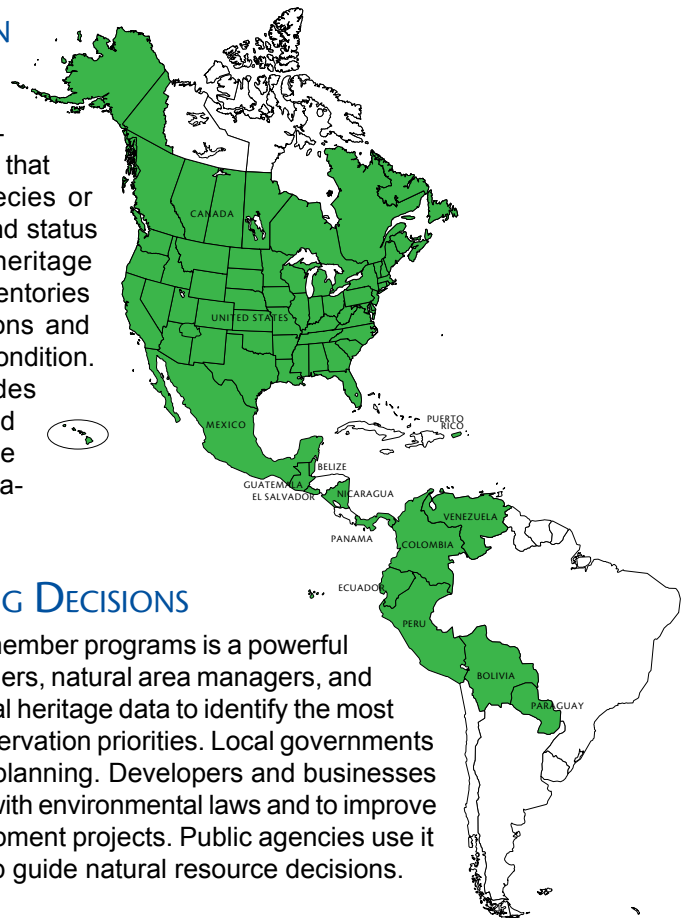 N
-
that
ecies or
nd status
heritage
entories
ons and
ondition.
des
d
e
a-
CANADA
UNITED STATES
MEXICO
PUERTO
RICO
BELIZE
GUATEMALA
EL SALVADOR
NICARAGUA
PANAMA
VENEZUELA
COLOMBIA
ECUADOR
PERU
BOLIVIA
PARAGUAY
G DECISIONS
member programs is a powerful
ers, natural area managers, and
al heritage data to identify the most
servation priorities. Local governments
planning. Developers and businesses
with environmental laws and to improve
opment projects. Public agencies use it
o guide natural resource decisions.